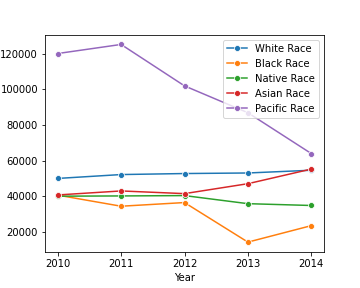 120000
100000
80000
60000
40000
20000
2010 2011 2012 2013 2014
Year
White Race
Black Race
Native Race
Asian Race
Pacific Race